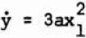 ẏ = 3ax₁²